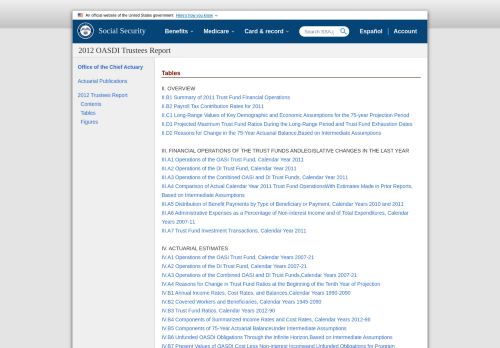 An official website of the United States government. Here's how you know
Social Security
Benefits
Medicare
Card & record
Search SSA.gov
Español
Account
2012 OASDI Trustees Report
Office of the Chief Actuary
Actuarial Publications
2012 Trustees Report
Contents
Tables
Figures
Tables
II. OVERVIEW
II.B1 Summary of 2011 Trust Fund Financial Operations
II.B2 Payroll Tax Contribution Rates for 2011
II.C1 Long-Range Values of Key Demographic and Economic Assumptions for the 75-year Projection Period
II.D1 Projected Maximum Trust Fund Ratios During the Long-Range Period and Trust Fund Exhaustion Dates
II.D2 Reasons for Change in the 75-Year Actuarial Balance,Based on Intermediate Assumptions
III. FINANCIAL OPERATIONS OF THE TRUST FUNDS ANDLEGISLATIVE CHANGES IN THE LAST YEAR
III.A1 Operations of the OASI Trust Fund, Calendar Year 2011
III.A2 Operations of the DI Trust Fund, Calendar Year 2011
III.A3 Operations of the Combined OASI and DI Trust Funds, Calendar Year 2011
III.A4 Comparison of Actual Calendar Year 2011 Trust Fund OperationsWith Estimates Made in Prior Reports,
Based on Intermediate Assumptions
III.A5 Distribution of Benefit Payments by Type of Beneficiary or Payment, Calendar Years 2010 and 2011
III.A6 Administrative Expenses as a Percentage of Non-interest Income and of Total Expenditures, Calendar
Years 2007-11
III.A7 Trust Fund Investment Transactions, Calendar Year 2011
IV. ACTUARIAL ESTIMATES
IV.A1 Operations of the OASI Trust Fund, Calendar Years 2007-21
IV.A2 Operations of the DI Trust Fund, Calendar Years 2007-21
IV.A3 Operations of the Combined OASI and DI Trust Funds,Calendar Years 2007-21
IV.A4 Reasons for Change in Trust Fund Ratios at the Beginning of the Tenth Year of Projection
IV.B1 Annual Income Rates, Cost Rates, and Balances,Calendar Years 1990-2090
IV.B2 Covered Workers and Beneficiaries, Calendar Years 1945-2090
IV.B3 Trust Fund Ratios, Calendar Years 2012-90
IV.B4 Components of Summarized Income Rates and Cost Rates, Calendar Years 2012-86
IV.B5 Components of 75-Year Actuarial BalanceUnder Intermediate Assumptions
IV.B6 Unfunded OASDI Obligations Through the Infinite Horizon,Based on Intermediate Assumptions
IV.B7 Present Values of OASDI Cost Less Non-interest Incomeand Unfunded Obligations for Program